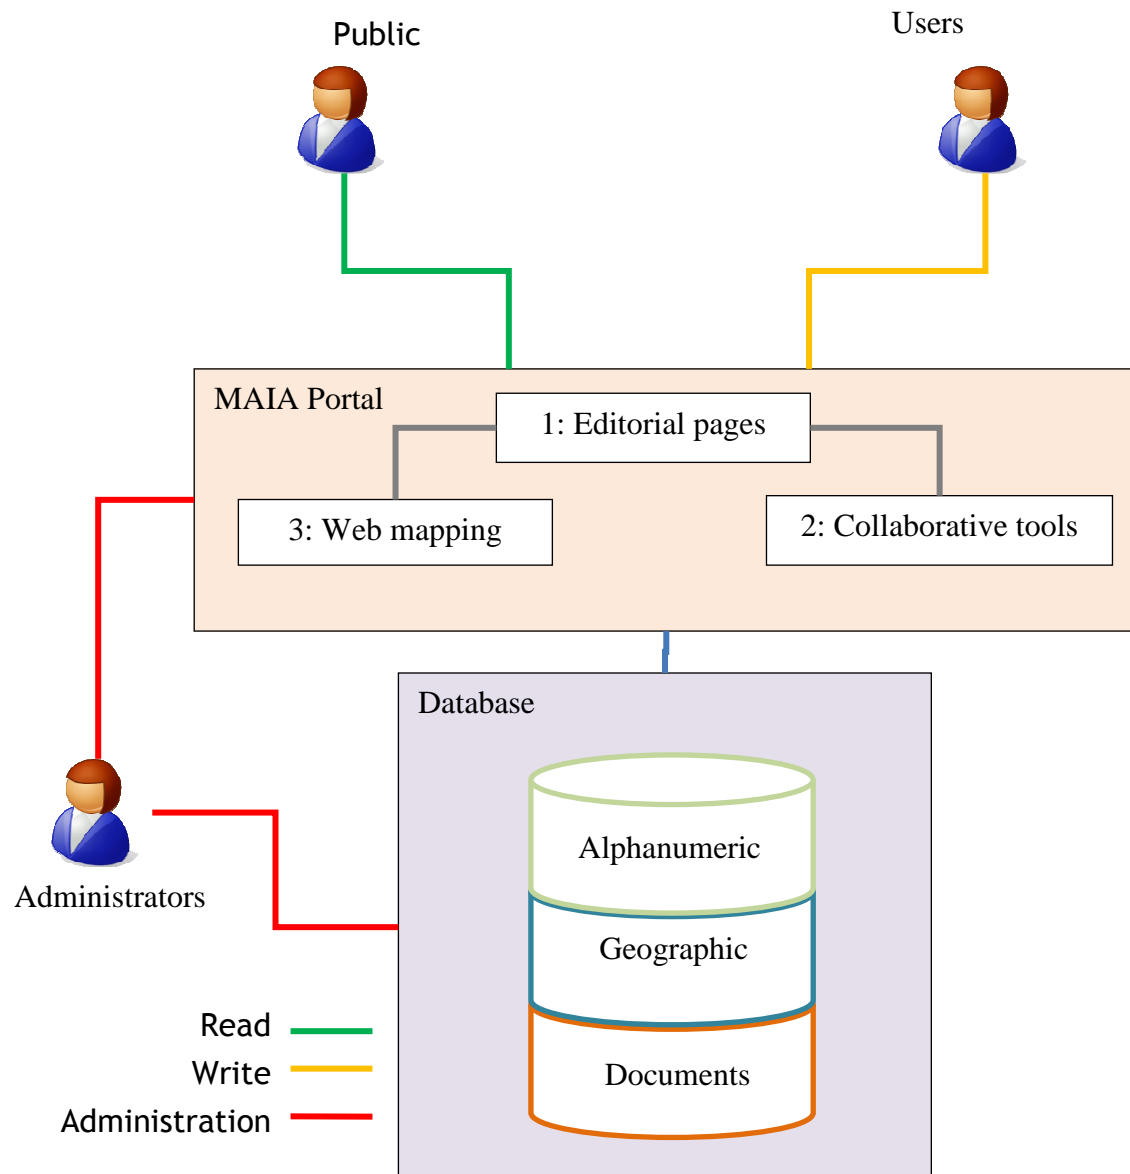 Public
Users
MAIA Portal
1: Editorial pages
3: Web mapping
2: Collaborative tools
Database
Alphanumeric
Administrators
Geographic
Read
Write
Documents
Administration